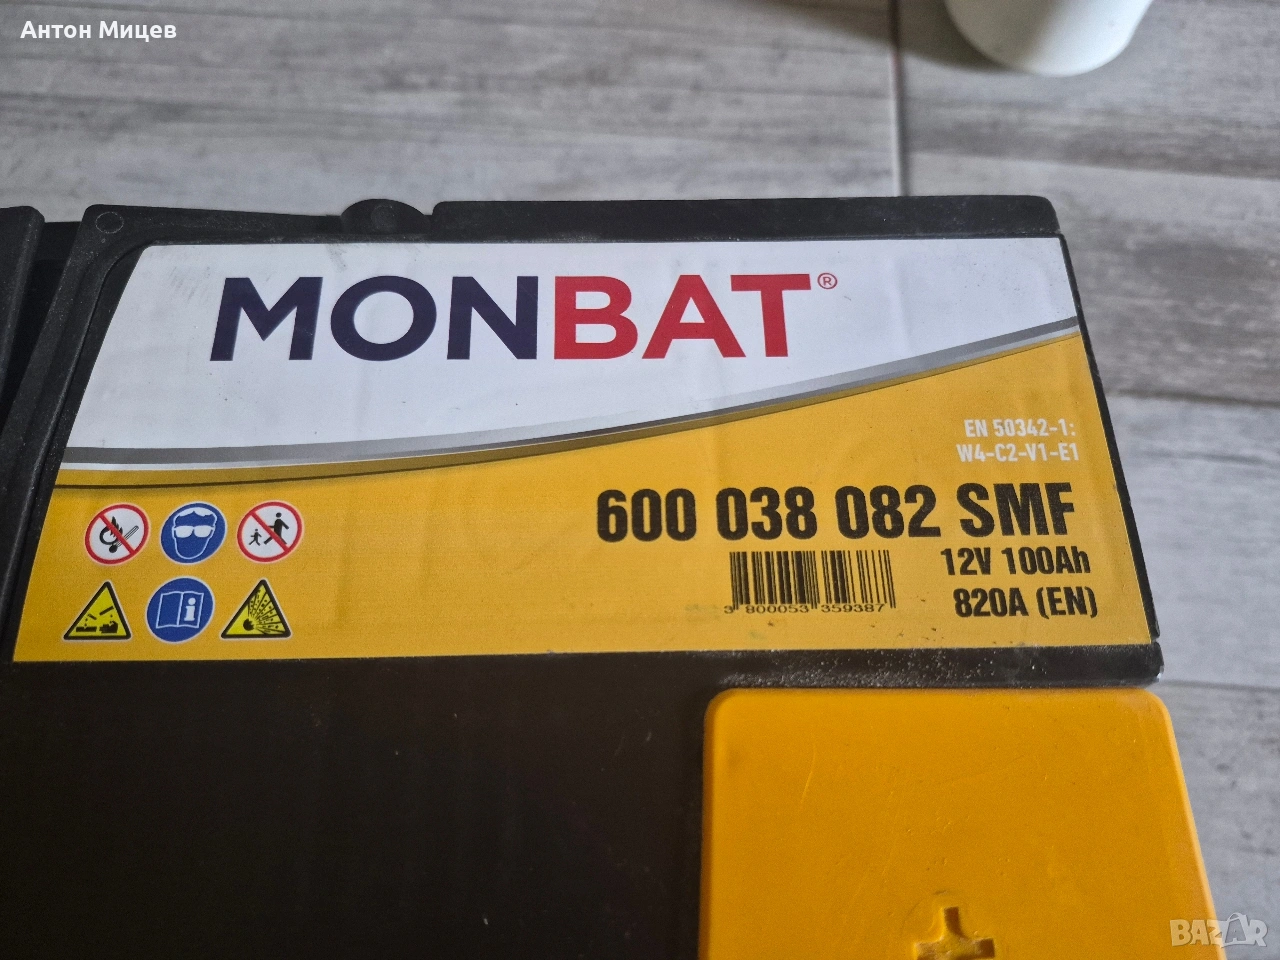 Антон Мицев
MONBAT®
EN 50342-1:
W4-C2-V1-E1
600 038 082 SMF
12V 100Ah
820A (EN)
3 800053 359387
BAZAR